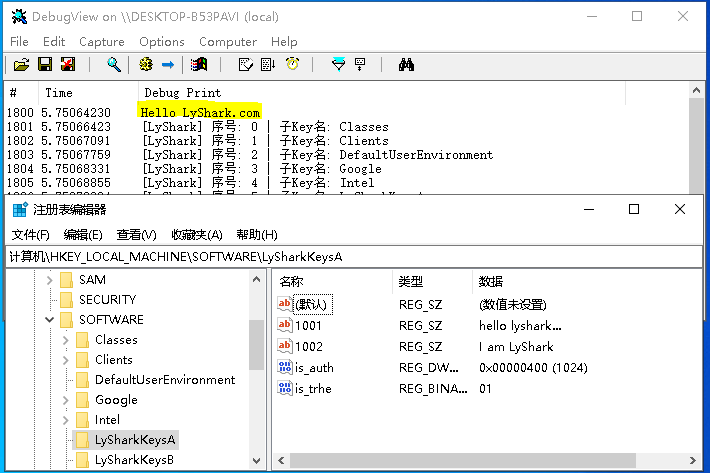 DebugView on \\DESKTOP-B53PAVI (local)
File Edit Capture Options Computer Help
# Time Debug Print
1800 5.75064230 Hello LyShark.com
1801 5.75066423 [LyShark] 序号: 0 | 子Key名: Classes
1802 5.75067091 [LyShark] 序号: 1 | 子Key名: Clients
1803 5.75067759 [LyShark] 序号: 2 | 子Key名: DefaultUserEnvironment
1804 5.75068331 [LyShark] 序号: 3 | 子Key名: Google
1805 5.75068855 [LyShark] 序号: 4 | 子Key名: Intel
注册表编辑器
文件(F) 编辑(E) 查看(V) 收藏夹(A) 帮助(H)
计算机\HKEY_LOCAL_MACHINE\SOFTWARE\LySharkKeysA
SAM
SECURITY
SOFTWARE
Classes
Clients
DefaultUserEnvironment
Google
Intel
LySharkKeysA
LySharkKeysB
名称 类型 数据
(默认) REG_SZ (数值未设置)
1001 REG_SZ hello lyshark...
1002 REG_SZ I am LyShark
is_auth REG_DW... 0x00000400 (1024)
is_trhe REG_BINA... 01